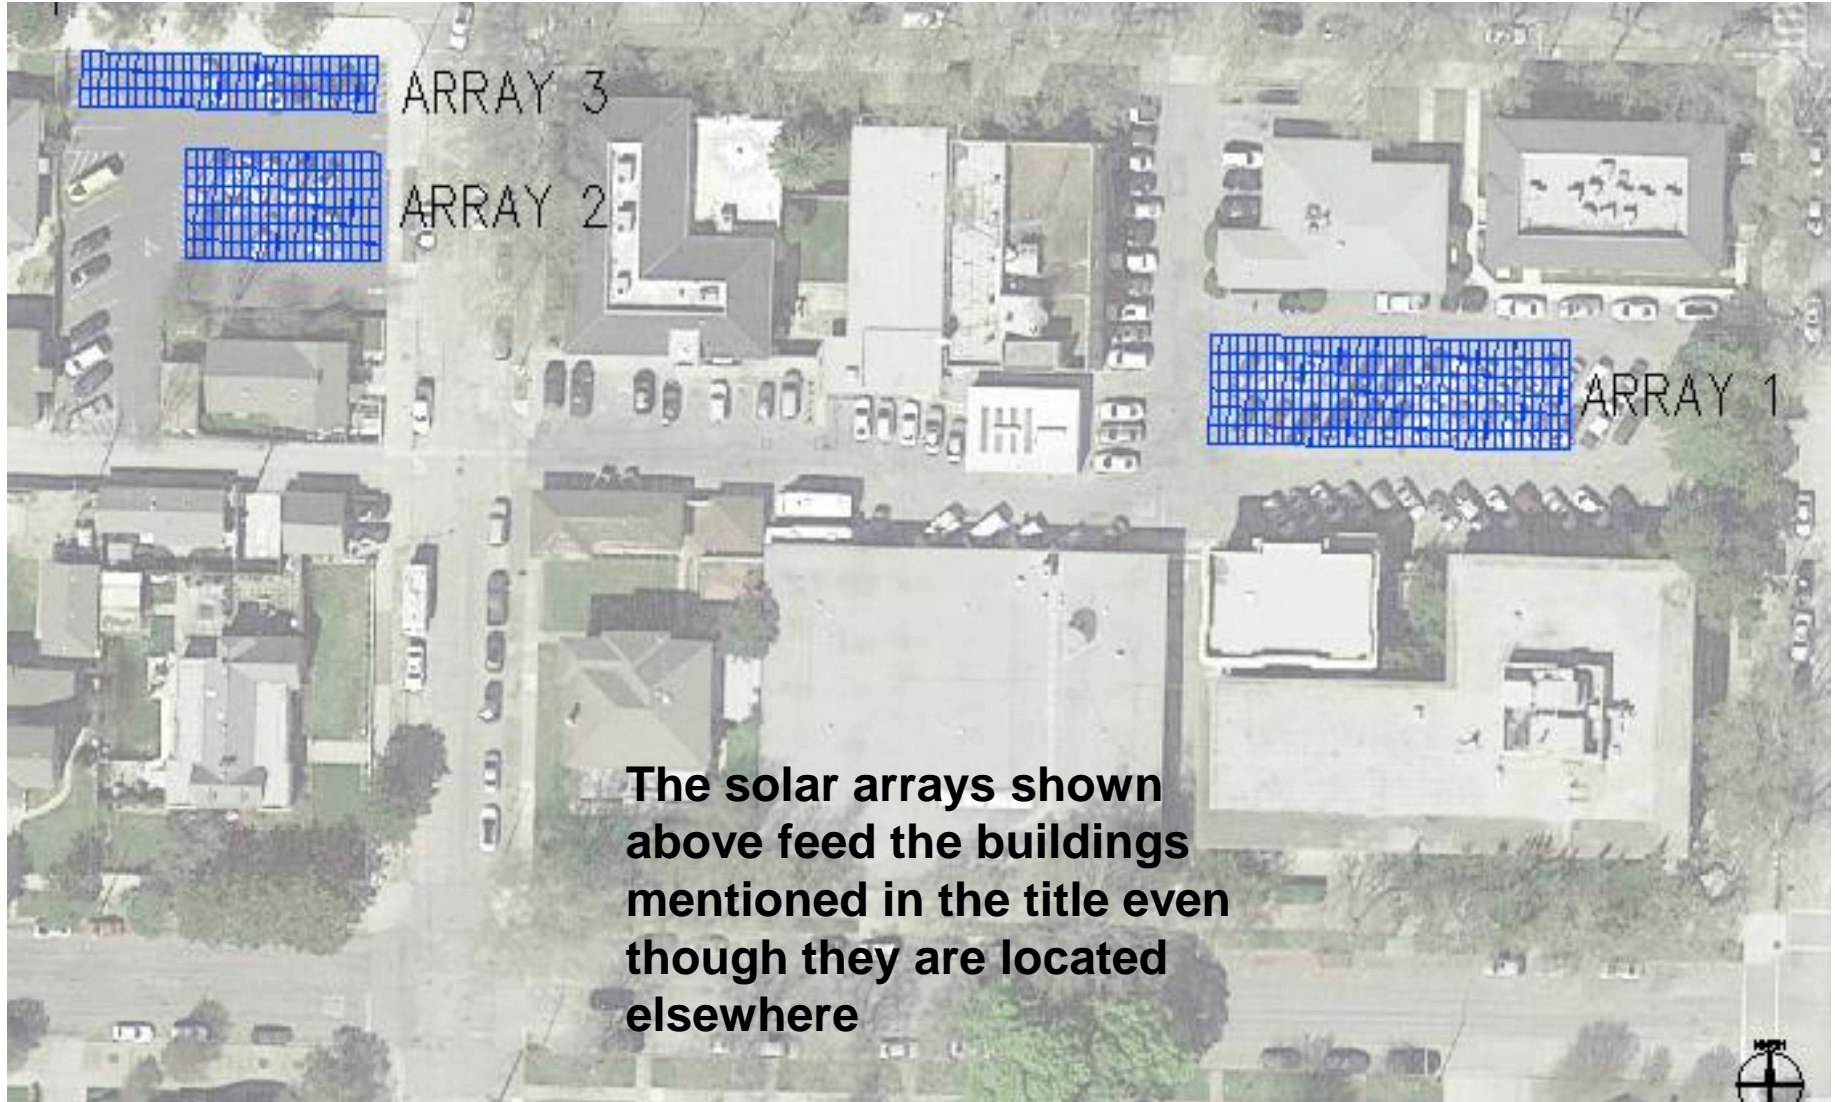 ARRAY 3
ARRAY 2
ARRAY 1
The solar arrays shown
above feed the buildings
mentioned in the title even
though they are located
elsewhere
NORTH